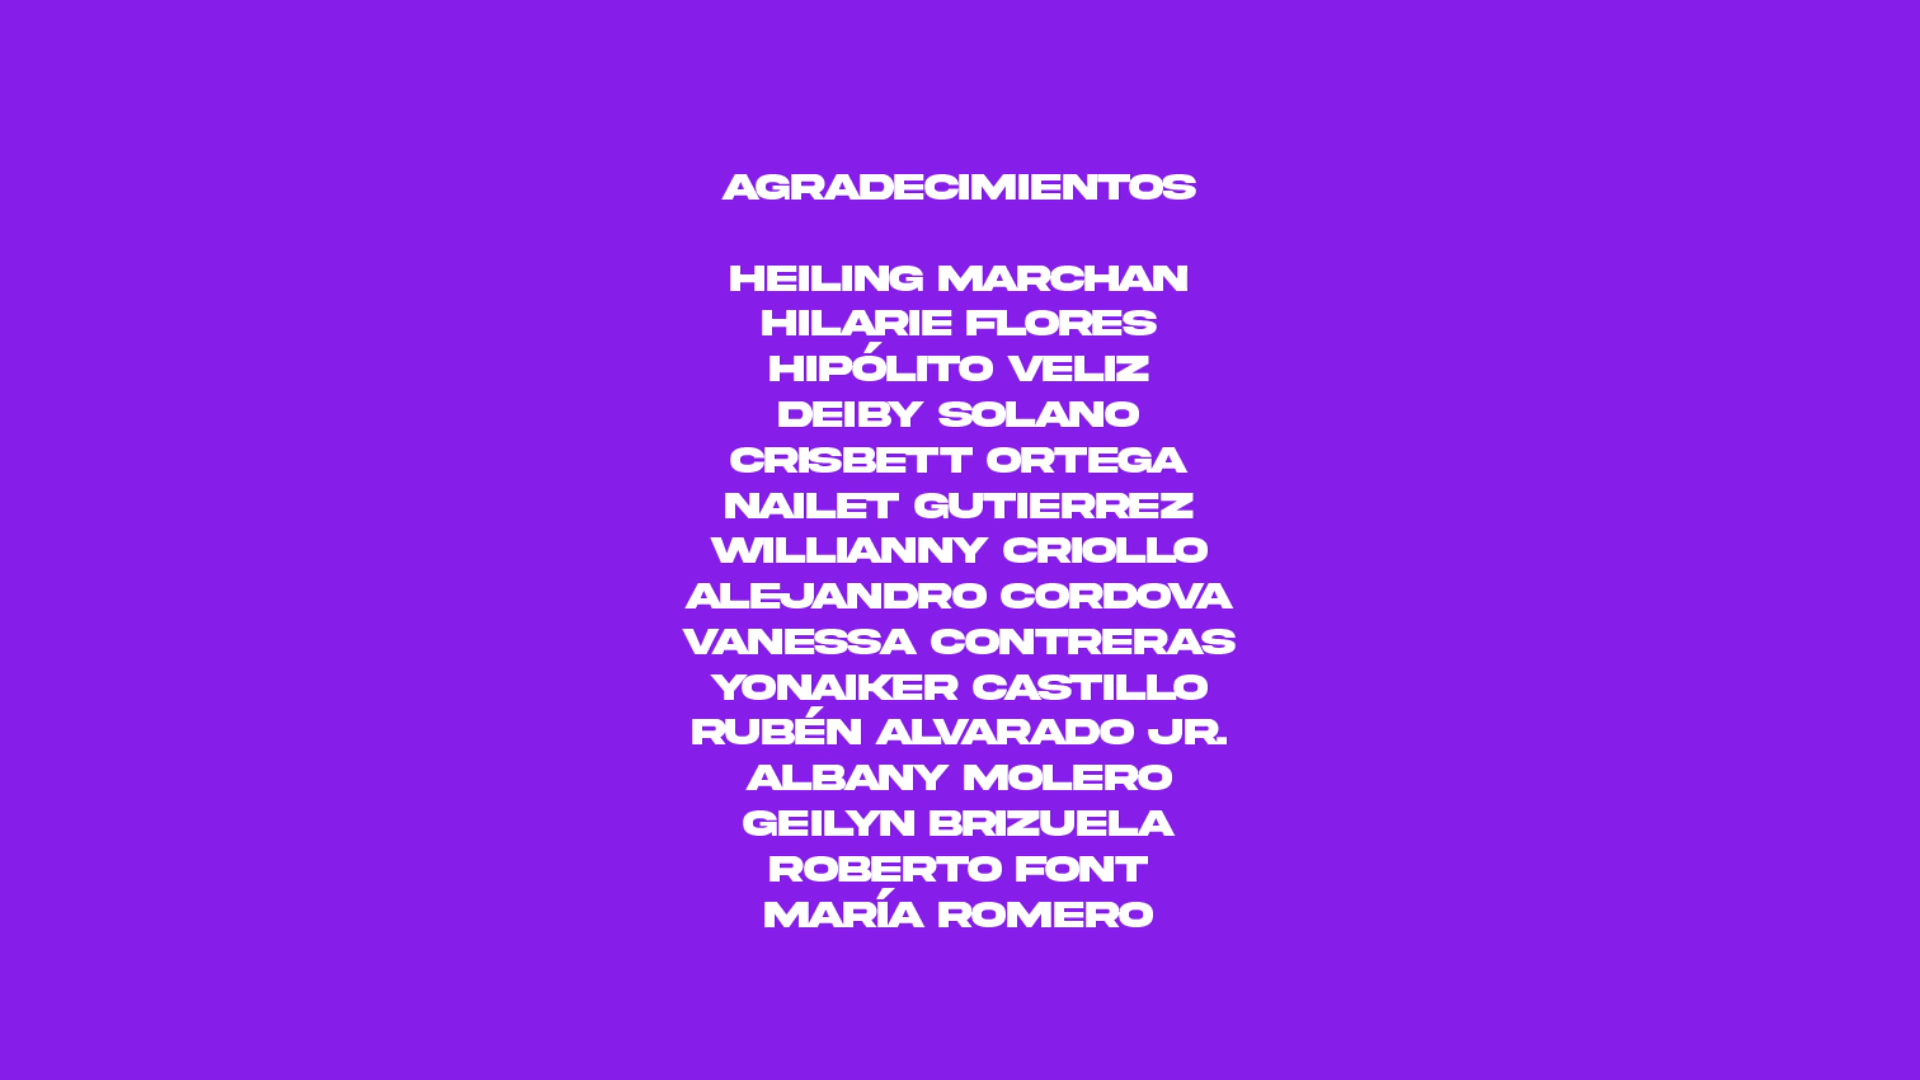 AGRADECIMIENTOS
HEILING MARCHAN
HILARIE FLORES
HIPÓLITO VELIZ
DEIBY SOLANO
CRISBETT ORTEGA
NAILET GUTIERREZ
WILLIANNY CRIOLLO
ALEJANDRO CORDOVA
VANESSA CONTRERAS
YONAIKER CASTILLO
RUBÉN ALVARADO JR.
ALBANY MOLERO
GEILYN BRIZUELA
ROBERTO FONT
MARÍA ROMERO